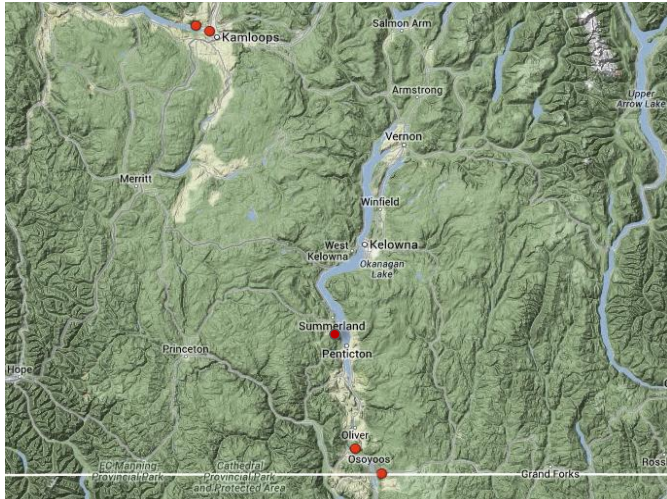 Salmon Arm
Kamloops
Armstrong
Upper
Arrow Lake
Vernon
Merritt
Winfield
West
Kelowna
Kelowna
Okanagan
Lake
Summerland
Princeton
Penticton
Hope
Oliver
Osoyoos
EC Manning
Provincial Park
Cathedral
Provincial Park
and Protected Area
Grand Forks
Ross